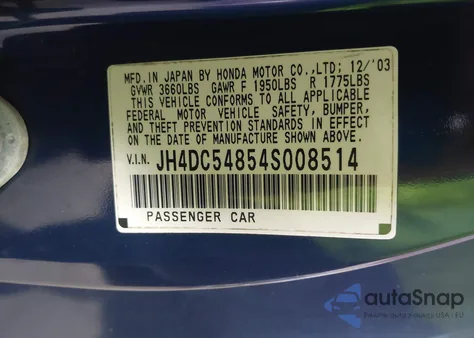 MFD. IN JAPAN BY HONDA MOTOR CO.,LTD; 12/'03
GVWR 3660LBS GAWR F 1950LBS R 1775LBS
THIS VEHICLE CONFORMS TO ALL APPLICABLE
FEDERAL MOTOR VEHICLE SAFETY, BUMPER,
AND THEFT PREVENTION STANDARDS IN EFFECT
ON THE DATE OF MANUFACTURE SHOWN ABOVE.
V.I.N. JH4DC54854S008514
PASSENGER CAR
autoSnap